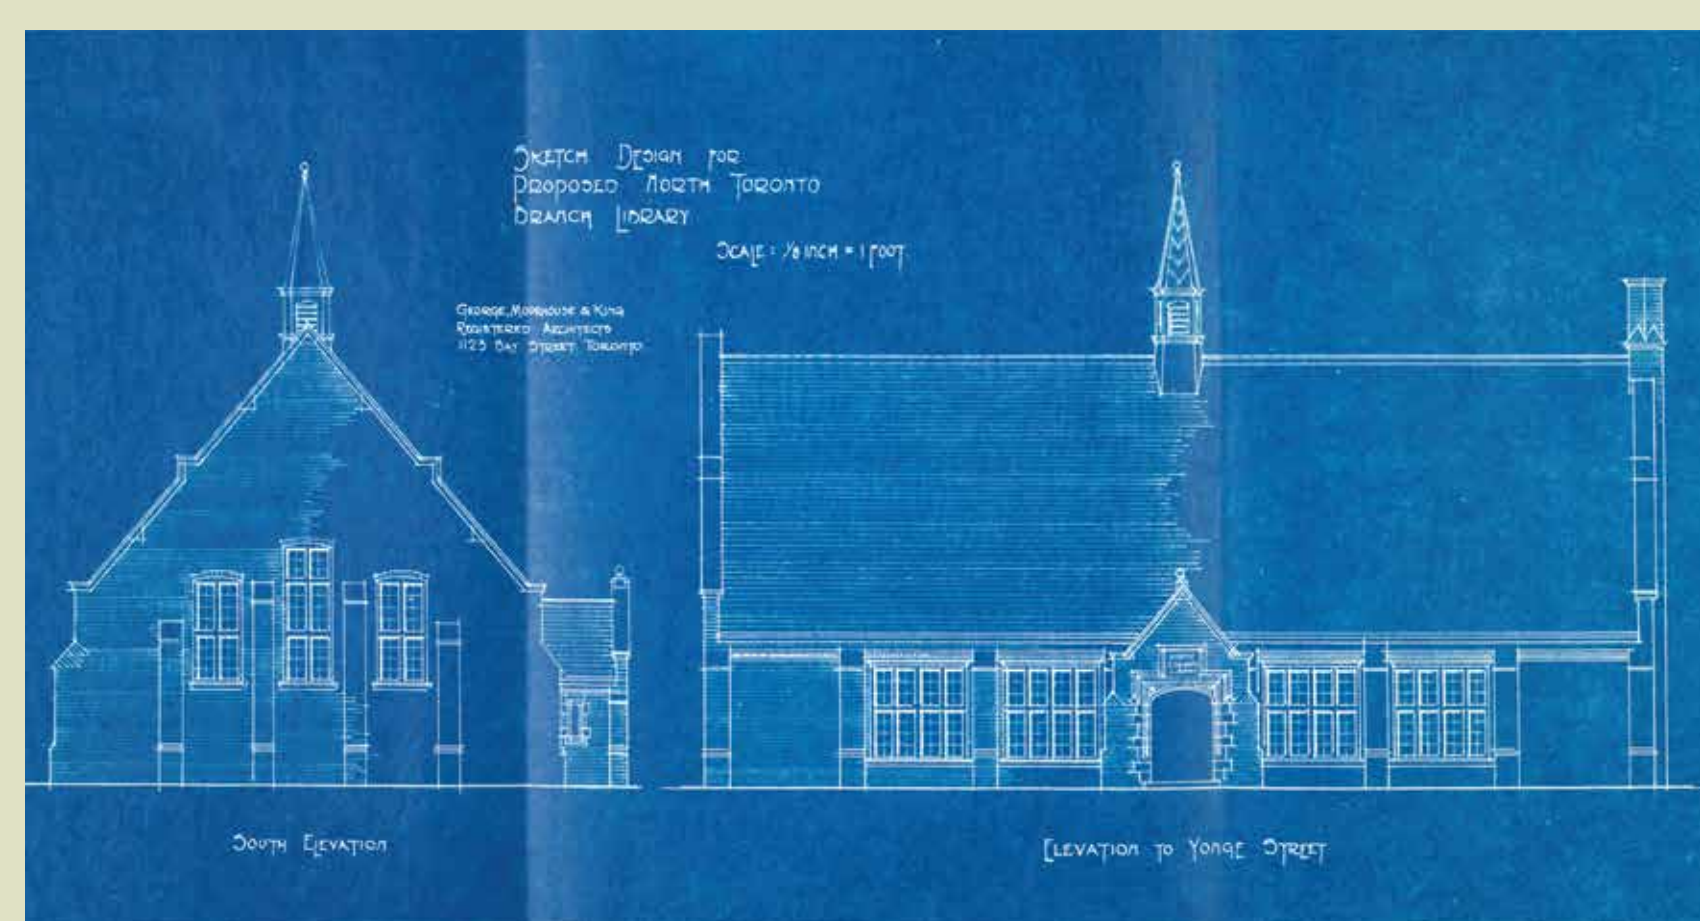 Sketch Design for
Proposed North Toronto
Branch Library
Scale: 1/8 inch = 1 foot
George, Moorhouse & King
Registered Architects
1123 Bay Street Toronto
South Elevation
Elevation to Yonge Street